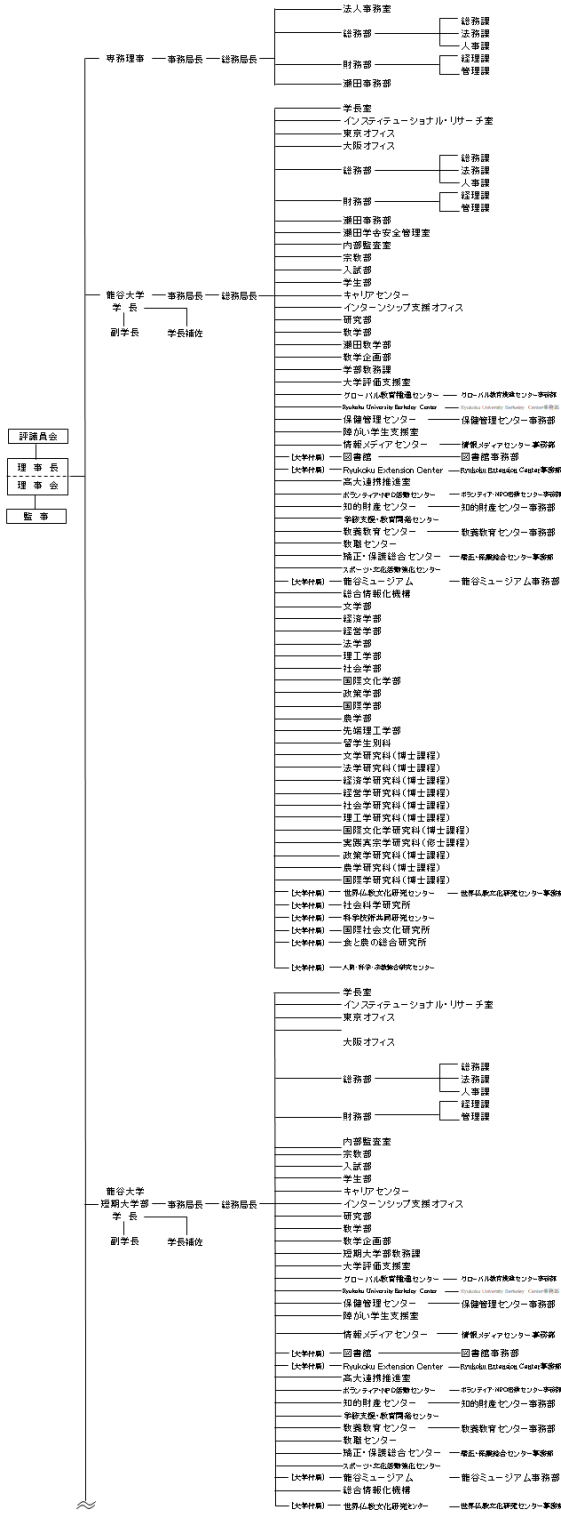 法人事務室
総務部
総務課
法務課
人事課
専務理事 事務局長 総務局長
財務部
経理課
管理課
瀬田事務部
学長室
インスティテューショナル・リサーチ室
東京オフィス
大阪オフィス
総務部
総務課
法務課
人事課
財務部
経理課
管理課
瀬田事務部
瀬田学舎安全管理室
内部監査室
宗教部
入試部
学生部
龍谷大学 事務局長 総務局長
学長
副学長 学長補佐
キャリアセンター
インターンシップ支援オフィス
研究部
教学部
瀬田教学部
教学企画部
学部教務課
大学評価支援室
グローバル教育推進センター グローバル教育推進センター事務部
Ryukoku University Berkeley Center Ryukoku University Berkeley Center事務部
保健管理センター 保健管理センター事務部
障がい学生支援室
情報メディアセンター 情報メディアセンター事務部
評議員会
理事長
理事会
監事
[大学付属] 図書館 図書館事務部
[大学付属] Ryukoku Extension Center Ryukoku Extension Center事務部
高大連携推進室
ボランティア・NPO活動センター ボランティア・NPO活動センター事務部
知的財産センター 知的財産センター事務部
学修支援・教育開発センター
教養教育センター 教養教育センター事務部
教職センター
矯正・保護総合センター 矯正・保護総合センター事務部
スポーツ・文化活動強化センター
[大学付属] 龍谷ミュージアム 龍谷ミュージアム事務部
総合情報化機構
文学部
経済学部
経営学部
法学部
理工学部
社会学部
国際文化学部
政策学部
国際学部
農学部
先端理工学部
留学生別科
文学研究科(博士課程)
法学研究科(博士課程)
経済学研究科(博士課程)
経営学研究科(博士課程)
社会学研究科(博士課程)
理工学研究科(博士課程)
国際文化学研究科(博士課程)
実践真宗学研究科(修士課程)
政策学研究科(博士課程)
農学研究科(博士課程)
国際学研究科(博士課程)
[大学付属] 世界仏教文化研究センター 世界仏教文化研究センター事務部
[大学付属] 社会科学研究所
[大学付属] 科学技術共同研究センター
[大学付属] 国際社会文化研究所
[大学付属] 食と農の総合研究所
[大学付属] 人間・科学・宗教総合研究センター
学長室
インスティテューショナル・リサーチ室
東京オフィス
大阪オフィス
総務部
総務課
法務課
人事課
財務部
経理課
管理課
内部監査室
宗教部
入試部
学生部
キャリアセンター
龍谷大学
短期大学部 事務局長 総務局長
学長
副学長 学長補佐
インターンシップ支援オフィス
研究部
教学部
教学企画部
短期大学部教務課
大学評価支援室
グローバル教育推進センター グローバル教育推進センター事務部
Ryukoku University Berkeley Center Ryukoku University Berkeley Center事務部
保健管理センター 保健管理センター事務部
障がい学生支援室
情報メディアセンター 情報メディアセンター事務部
[大学付属] 図書館 図書館事務部
[大学付属] Ryukoku Extension Center Ryukoku Extension Center事務部
高大連携推進室
ボランティア・NPO活動センター ボランティア・NPO活動センター事務部
知的財産センター 知的財産センター事務部
学修支援・教育開発センター
教養教育センター 教養教育センター事務部
教職センター
矯正・保護総合センター 矯正・保護総合センター事務部
スポーツ・文化活動強化センター
[大学付属] 龍谷ミュージアム 龍谷ミュージアム事務部
総合情報化機構
[大学付属] 世界仏教文化研究センター 世界仏教文化研究センター事務部